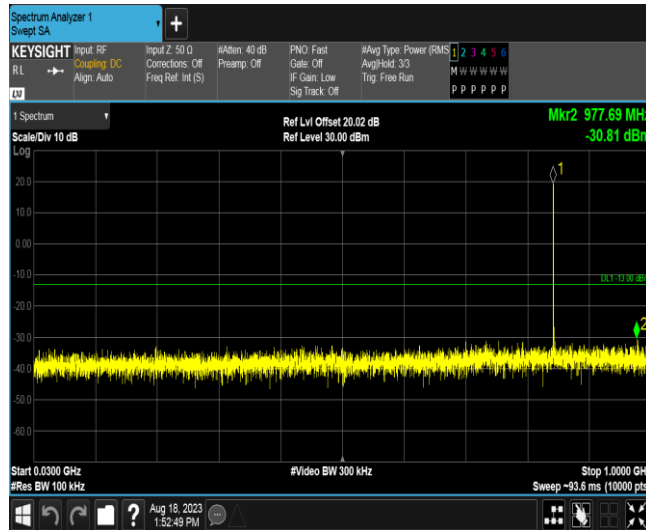 Spectrum Analyzer 1
Swept SA
+
KEYSIGHT
RL
LXI
Input: RF
Coupling: DC
Align: Auto
Input Z: 50 Ω
Corrections: Off
Freq Ref: Int (S)
#Atten: 40 dB
Preamp: Off
PNO: Fast
Gate: Off
IF Gain: Low
Sig Track: Off
#Avg Type: Power (RMS
Avg|Hold: 3/3
Trig: Free Run
1 2 3 4 5 6
M W W W W W
P P P P P P
1 Spectrum
Scale/Div 10 dB
Log
Ref Lvl Offset 20.02 dB
Ref Level 30.00 dBm
Mkr2 977.69 MHz
-30.81 dBm
1
20.0
10.0
0.00
-10.0
DL1 -13.00 dB
-20.0
2
-30.0
-40.0
-50.0
-60.0
Start 0.0300 GHz
#Res BW 100 kHz
#Video BW 300 kHz
Stop 1.0000 GH
Sweep ~93.6 ms (10000 pts
?
Aug 18, 2023
1:52:49 PM